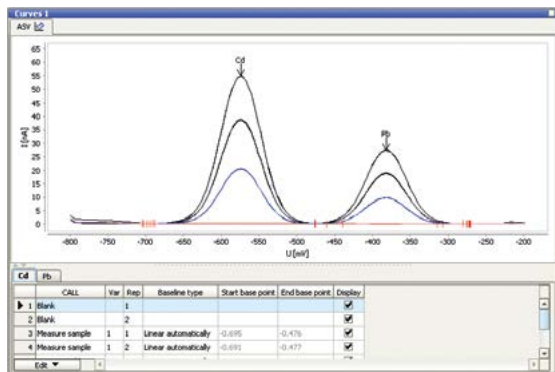 Curves 1
ASV
65
60
55
50
45
40
35
30
25
20
15
10
5
0
I [nA]
Cd
Pb
-800 -750 -700 -650 -600 -550 -500 -450 -400 -350 -300 -250 -200
U [mV]
Cd Pb
CALL Var Rep Baseline type Start base point End base point Display
1 Blank 1
2 Blank 2
3 Measure sample 1 1 Linear automatically -0.695 -0.476
4 Measure sample 1 2 Linear automatically -0.691 -0.477
Edit